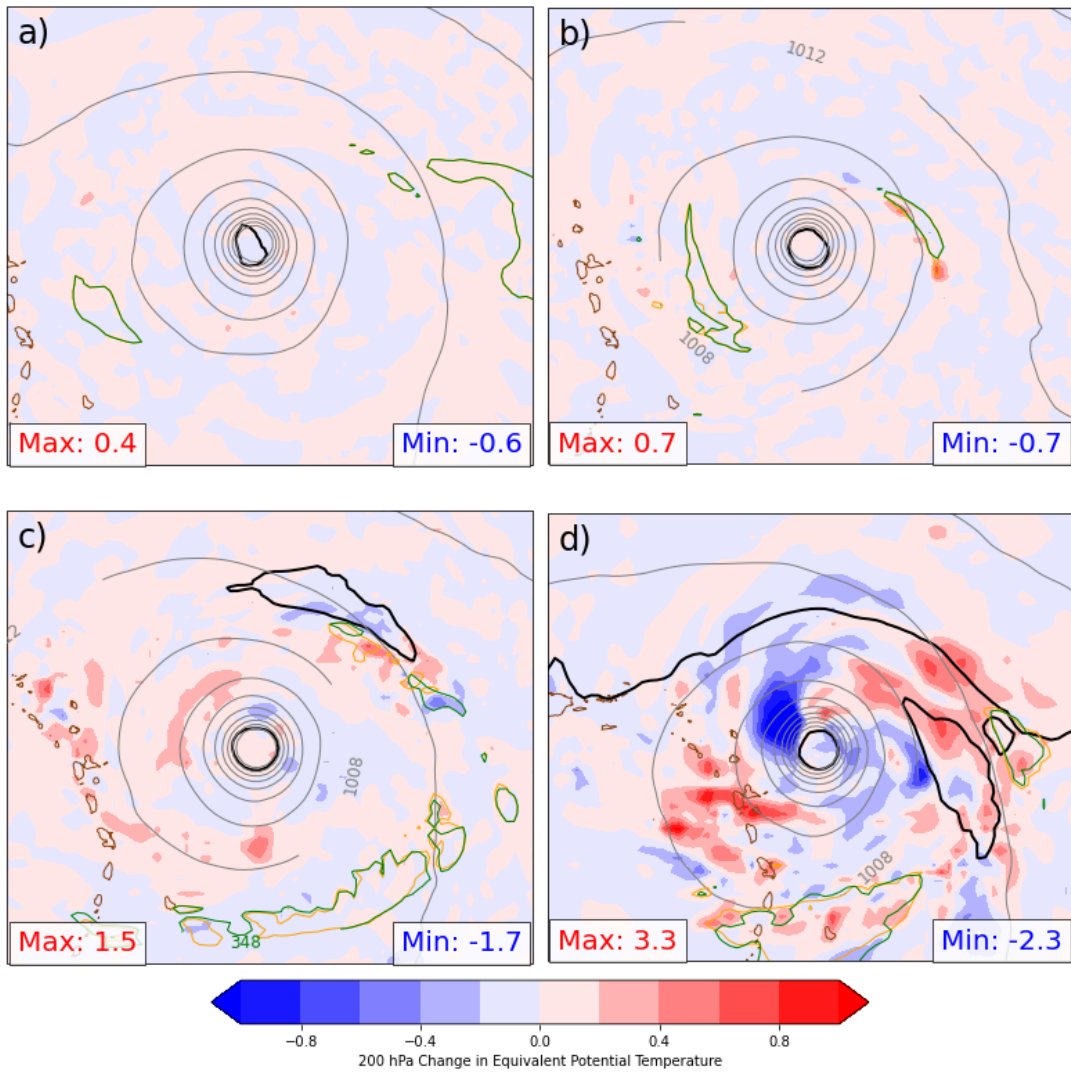 a)
b)
1012
1008
Max: 0.4
Min: -0.6
Max: 0.7
Min: -0.7
c)
d)
1008
348
1008
Max: 1.5
Min: -1.7
Max: 3.3
Min: -2.3
−0.8
−0.4
0.0
0.4
0.8
200 hPa Change in Equivalent Potential Temperature